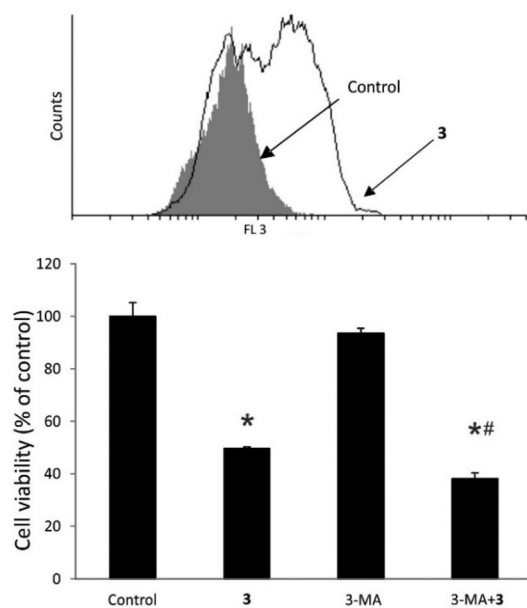 Counts
Control
3
FL 3
Cell viability (% of control)
120
100
80
60
40
20
0
*
*#
Control
3
3-MA
3-MA+3